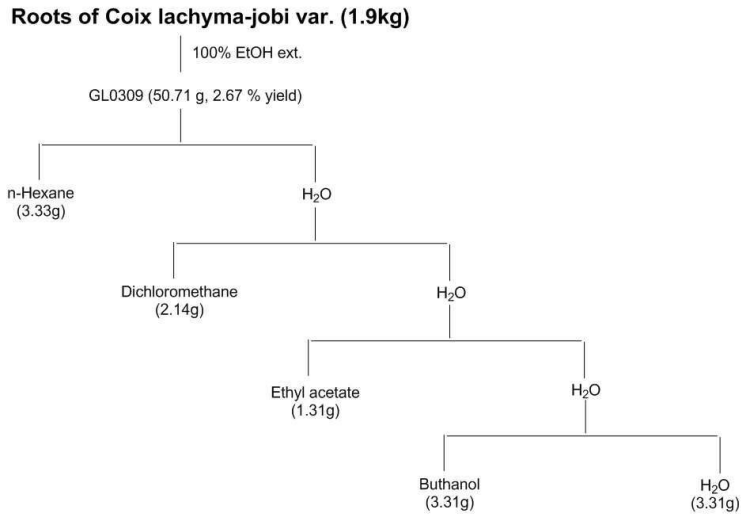 Roots of Coix lachyma-jobi var. (1.9kg)
100% EtOH ext.
GL0309 (50.71 g, 2.67 % yield)
n-Hexane
(3.33g)
H₂O
Dichloromethane
(2.14g)
H₂O
Ethyl acetate
(1.31g)
H₂O
Buthanol
(3.31g)
H₂O
(3.31g)